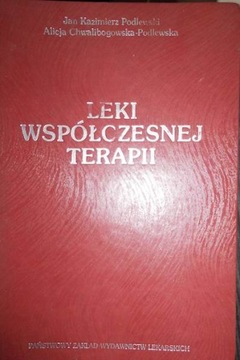 Jan Kazimierz Podlewski
Alicja Chwalibogowska-Podlewska
LEKI
WSPÓŁCZESNEJ
TERAPII
PAŃSTWOWY ZAKŁAD WYDAWNICTW LEKARSKICH